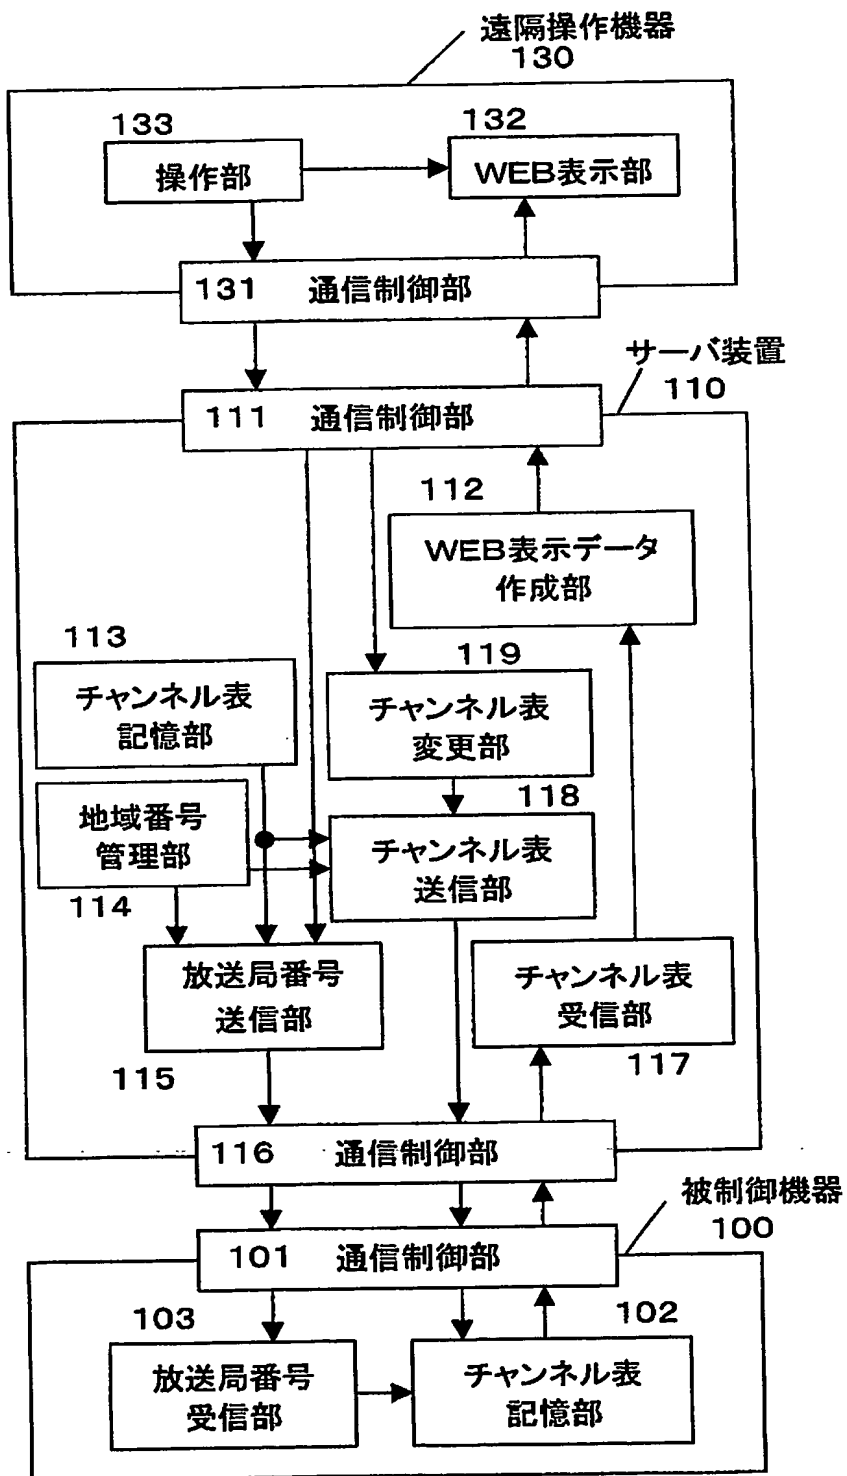 遠隔操作機器
130
133
132
操作部
WEB表示部
131 通信制御部
サーバ装置
110
111 通信制御部
112
WEB表示データ
作成部
113
チャンネル表
記憶部
119
チャンネル表
変更部
地域番号
管理部
114
118
チャンネル表
送信部
放送局番号
送信部
115
チャンネル表
受信部
117
116 通信制御部
被制御機器
100
101 通信制御部
103
102
放送局番号
受信部
チャンネル表
記憶部